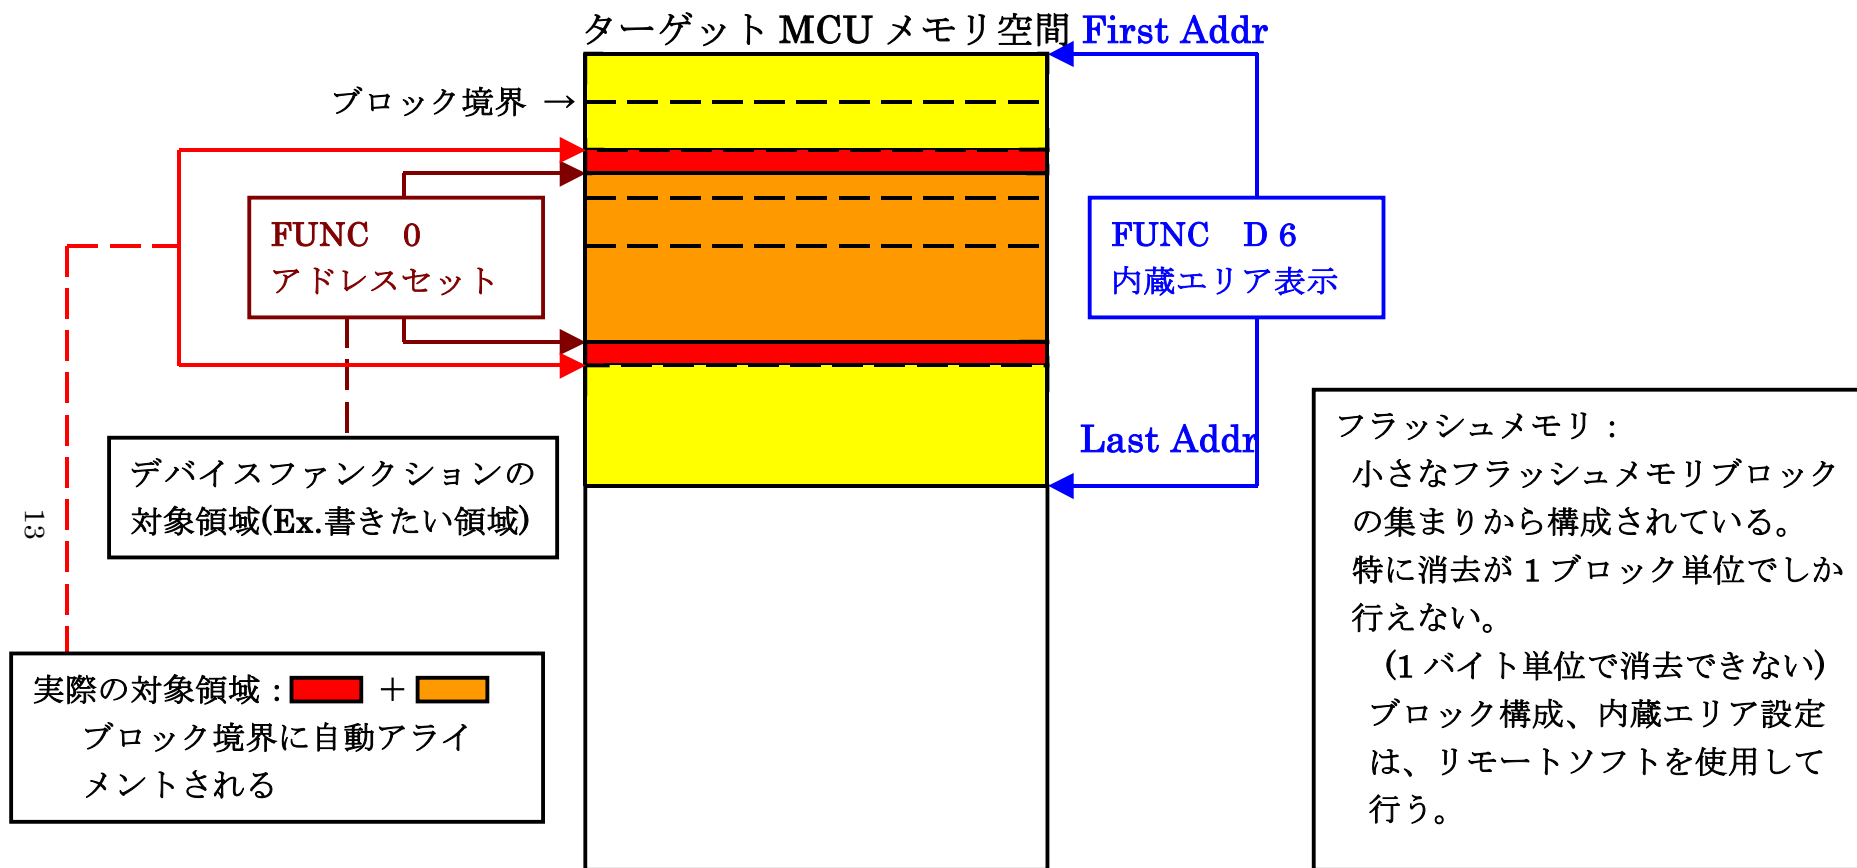 ターゲット MCU メモリ空間
First Addr
ブロック境界 →
FUNC 0
アドレスセット
FUNC D 6
内蔵エリア表示
Last Addr
デバイスファンクションの
対象領域(Ex.書きたい領域)
13
実際の対象領域 : +
ブロック境界に自動アライ
メントされる
フラッシュメモリ :
小さなフラッシュメモリブロック
の集まりから構成されている。
特に消去が 1 ブロック単位でしか
行えない。
(1 バイト単位で消去できない)
ブロック構成、内蔵エリア設定
は、リモートソフトを使用して
行う。